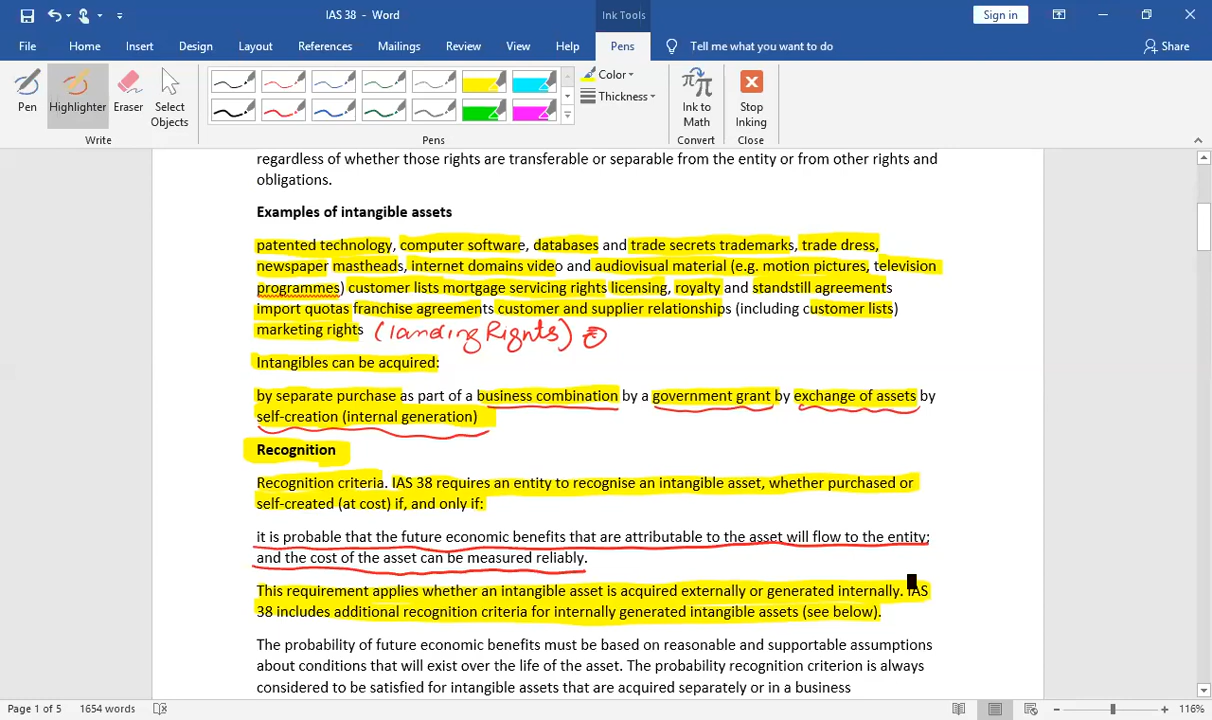 IAS 38 - Word
Ink Tools
Sign in
File Home Insert Design Layout References Mailings Review View Help Pens Tell me what you want to do Share
Pen Highlighter Eraser Select Objects
Color
Thickness
Ink to Math
Stop Inking
Write Pens Convert Close
regardless of whether those rights are transferable or separable from the entity or from other rights and
obligations.
Examples of intangible assets
patented technology, computer software, databases and trade secrets trademarks, trade dress,
newspaper mastheads, internet domains video and audiovisual material (e.g. motion pictures, television
programmes) customer lists mortgage servicing rights licensing, royalty and standstill agreements
import quotas franchise agreements customer and supplier relationships (including customer lists)
marketing rights (landing Rights)
Intangibles can be acquired:
by separate purchase as part of a business combination by a government grant by exchange of assets by
self-creation (internal generation)
Recognition
Recognition criteria. IAS 38 requires an entity to recognise an intangible asset, whether purchased or
self-created (at cost) if, and only if:
it is probable that the future economic benefits that are attributable to the asset will flow to the entity;
and the cost of the asset can be measured reliably.
This requirement applies whether an intangible asset is acquired externally or generated internally. IAS
38 includes additional recognition criteria for internally generated intangible assets (see below).
The probability of future economic benefits must be based on reasonable and supportable assumptions
about conditions that will exist over the life of the asset. The probability recognition criterion is always
considered to be satisfied for intangible assets that are acquired separately or in a business
Page 1 of 5 1654 words 116%